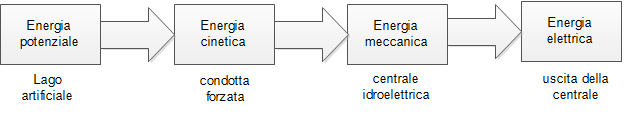 Energia
potenziale
Energia
cinetica
Energia
meccanica
Energia
elettrica
Lago
artificiale
condotta
forzata
centrale
idroelettrica
uscita della
centrale